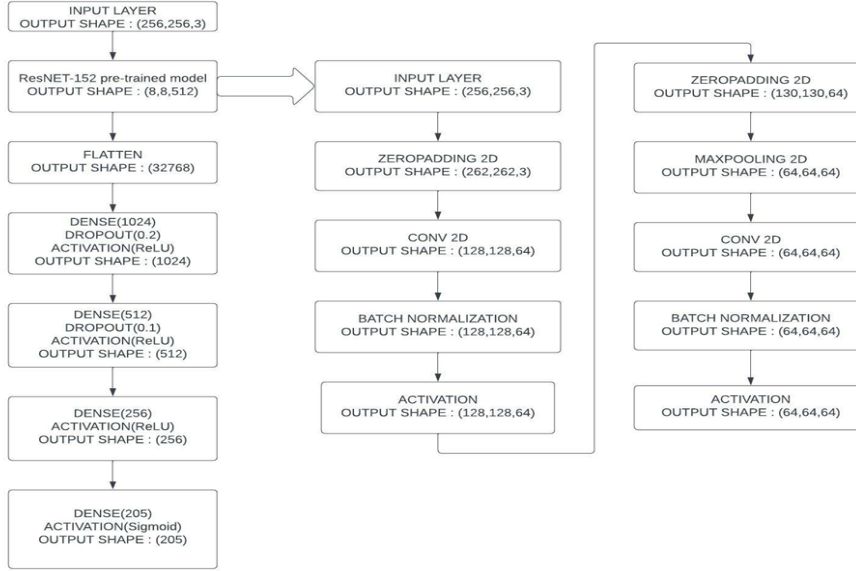 INPUT LAYER
OUTPUT SHAPE : (256,256,3)
ResNET-152 pre-trained model
OUTPUT SHAPE : (8,8,512)
FLATTEN
OUTPUT SHAPE : (32768)
DENSE(1024)
DROPOUT(0.2)
ACTIVATION(ReLU)
OUTPUT SHAPE : (1024)
DENSE(512)
DROPOUT(0.1)
ACTIVATION(ReLU)
OUTPUT SHAPE : (512)
DENSE(256)
ACTIVATION(ReLU)
OUTPUT SHAPE : (256)
DENSE(205)
ACTIVATION(Sigmoid)
OUTPUT SHAPE : (205)
INPUT LAYER
OUTPUT SHAPE : (256,256,3)
ZEROPADDING 2D
OUTPUT SHAPE : (262,262,3)
CONV 2D
OUTPUT SHAPE : (128,128,64)
BATCH NORMALIZATION
OUTPUT SHAPE : (128,128,64)
ACTIVATION
OUTPUT SHAPE : (128,128,64)
ZEROPADDING 2D
OUTPUT SHAPE : (130,130,64)
MAXPOOLING 2D
OUTPUT SHAPE : (64,64,64)
CONV 2D
OUTPUT SHAPE : (64,64,64)
BATCH NORMALIZATION
OUTPUT SHAPE : (64,64,64)
ACTIVATION
OUTPUT SHAPE : (64,64,64)